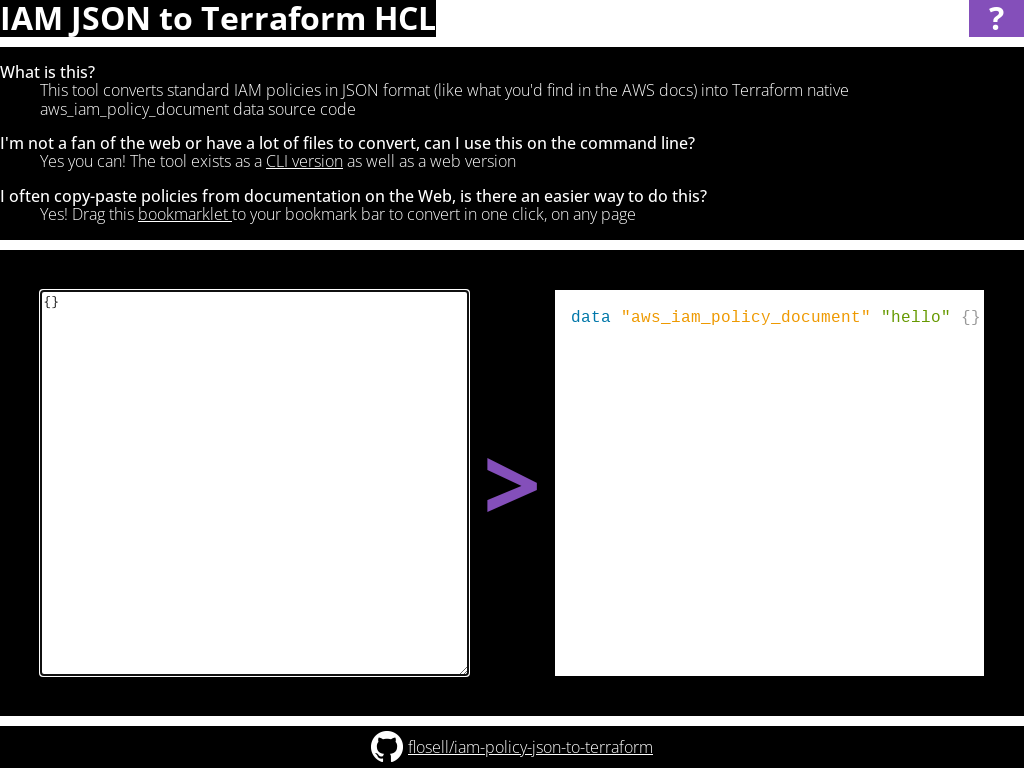 IAM JSON to Terraform HCL
?
What is this?
This tool converts standard IAM policies in JSON format (like what you'd find in the AWS docs) into Terraform native
aws_iam_policy_document data source code
I'm not a fan of the web or have a lot of files to convert, can I use this on the command line?
Yes you can! The tool exists as a CLI version as well as a web version
I often copy-paste policies from documentation on the Web, is there an easier way to do this?
Yes! Drag this bookmarklet to your bookmark bar to convert in one click, on any page
{}
data "aws_iam_policy_document" "hello" {}
>
flosell/iam-policy-json-to-terraform